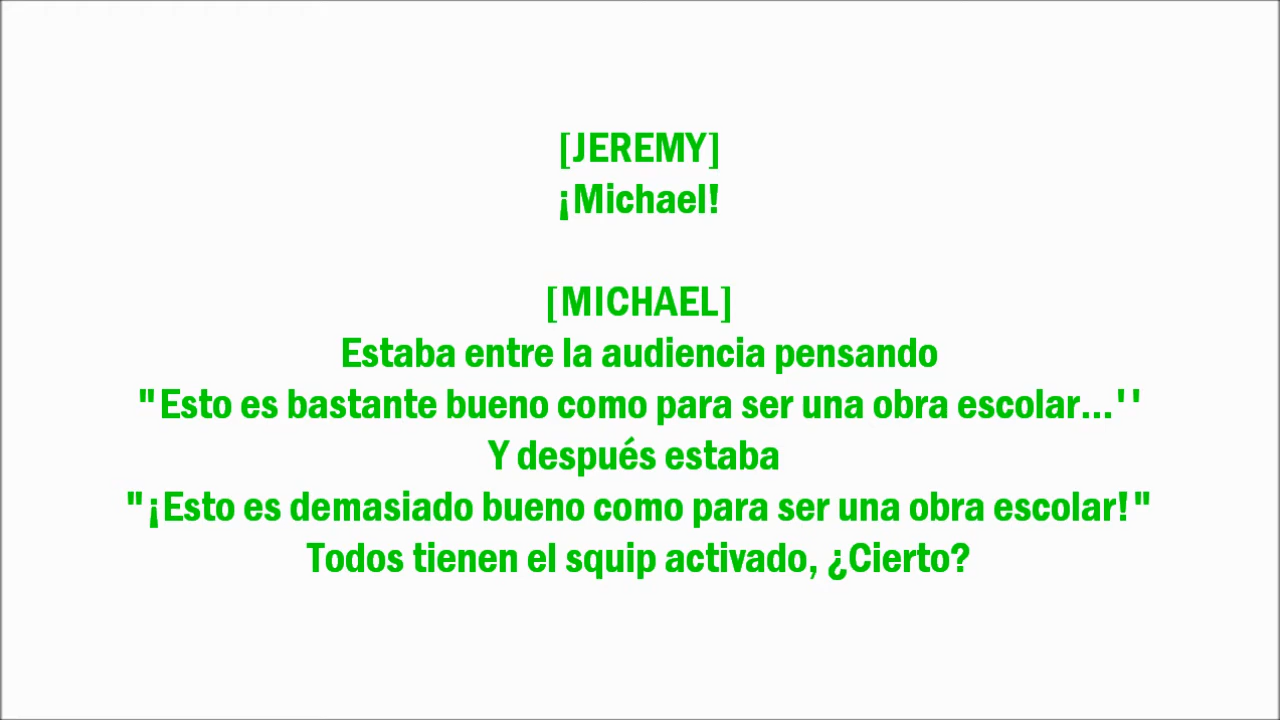 [JEREMY]
¡Michael!
[MICHAEL]
Estaba entre la audiencia pensando
"Esto es bastante bueno como para ser una obra escolar...''
Y después estaba
"¡Esto es demasiado bueno como para ser una obra escolar!"
Todos tienen el squip activado, ¿Cierto?